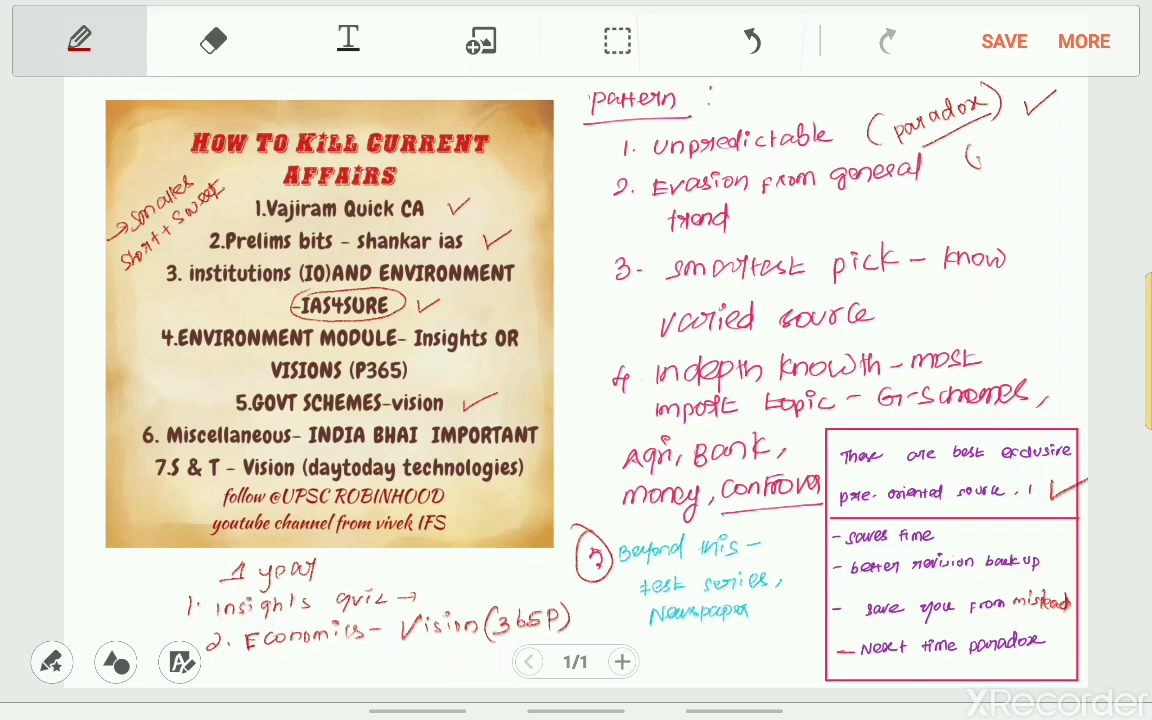 T
SAVE MORE
HOW TO KILL CURRENT
AFFAIRS
1.Vajiram Quick CA
2.Prelims bits - shankar ias
3. institutions (IO)AND ENVIRONMENT
-IAS4SURE
4.ENVIRONMENT MODULE- Insights OR
VISIONS (P365)
5.GOVT SCHEMES-vision
6. Miscellaneous- INDIA BHAI IMPORTANT
7.S & T - Vision (daytoday technologies)
follow @UPSC ROBINHOOD
youtube channel from vivek IFS
→ smalles
short + sweet
1 year
1. insights quiz →
2. Economics- Vision (365P)
pattern :
1. unpredictable (paradox)
2. Evasion from general
trend
3- smartest pick - know
varied source
4 indepth knowth - most
import topic - G-schemes,
Agri, Bank,
money, controvers
5 Beyond this -
test series,
Newspaper
These are best exclusive
pre-oriented source. 1
- saves time
- better revision backup
- save you from mistead
- Next time paradox
1/1
XRecorder